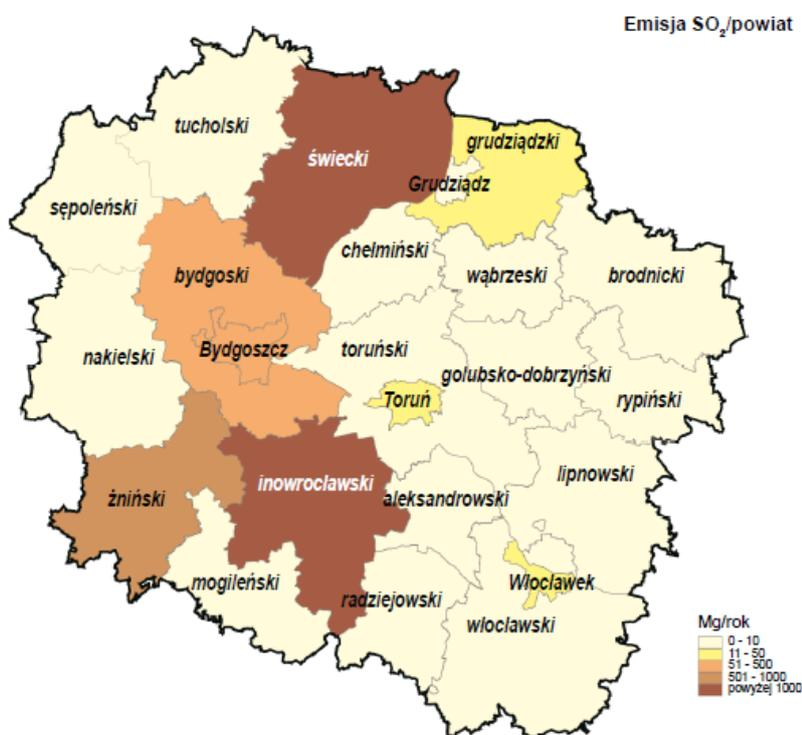 Emisja SO₂/powiat
tucholski
świecki
grudziądzki
Grudziądz
sępoleński
chełmiński
bydgoski
wąbrzeski
brodnicki
Bydgoszcz
toruński
nakielski
golubsko-dobrzyński
Toruń
rypiński
lipnowski
inowrocławski
aleksandrowski
żniński
mogileński
radziejowski
Włocławek
włocławski
Mg/rok
0 - 10
11 - 50
51 - 500
501 - 1000
powyżej 1000